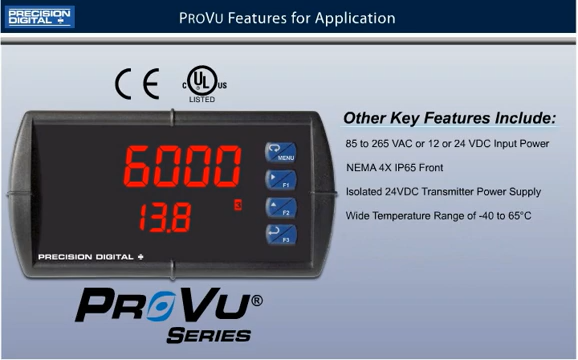 PRECISION
DIGITAL
PROVU Features for Application
CE
C UL US
LISTED
Other Key Features Include:
85 to 265 VAC or 12 or 24 VDC Input Power
NEMA 4X IP65 Front
Isolated 24VDC Transmitter Power Supply
Wide Temperature Range of -40 to 65°C
6000
13.8
3
MENU
F1
F2
F3
PRECISION DIGITAL
PROVU®
SERIES